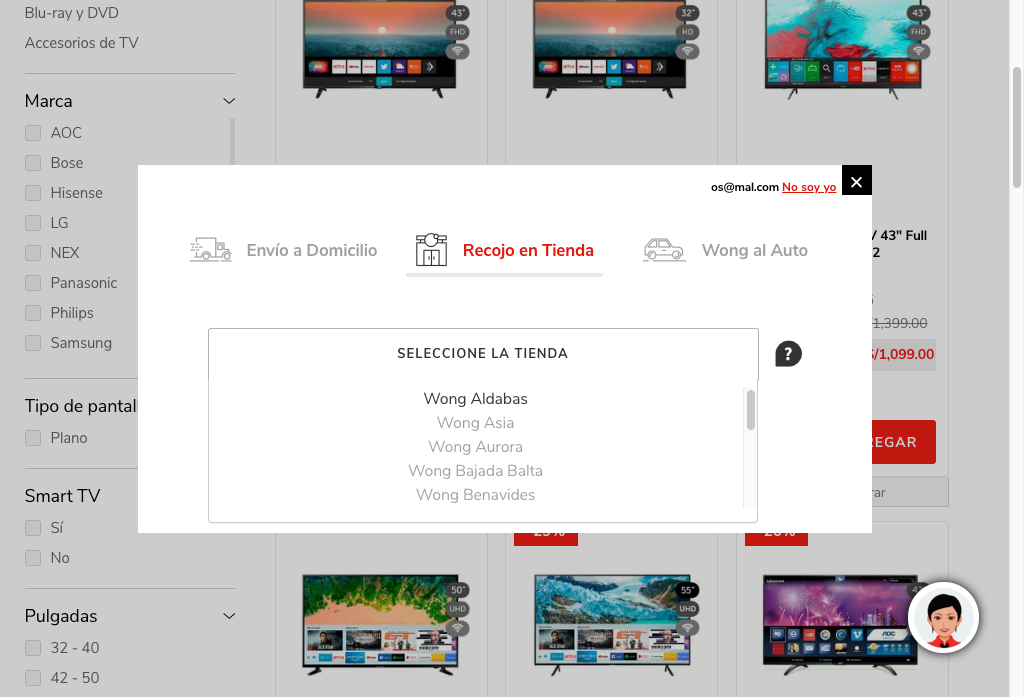 Blu-ray y DVD
Accesorios de TV
Marca
AOC
Bose
Hisense
LG
NEX
Panasonic
Philips
Samsung
Tipo de pantal
Plano
Smart TV
Sí
No
Pulgadas
32 - 40
42 - 50
43"
FHD
32"
HD
43"
FHD
os@mal.com No soy yo
Envío a Domicilio
Recojo en Tienda
Wong al Auto
SELECCIONE LA TIENDA
?
Wong Aldabas
Wong Asia
Wong Aurora
Wong Bajada Balta
Wong Benavides
/ 43" Full
2
/1,399.00
S/1,099.00
REGAR
rar
50"
UHD
55"
UHD